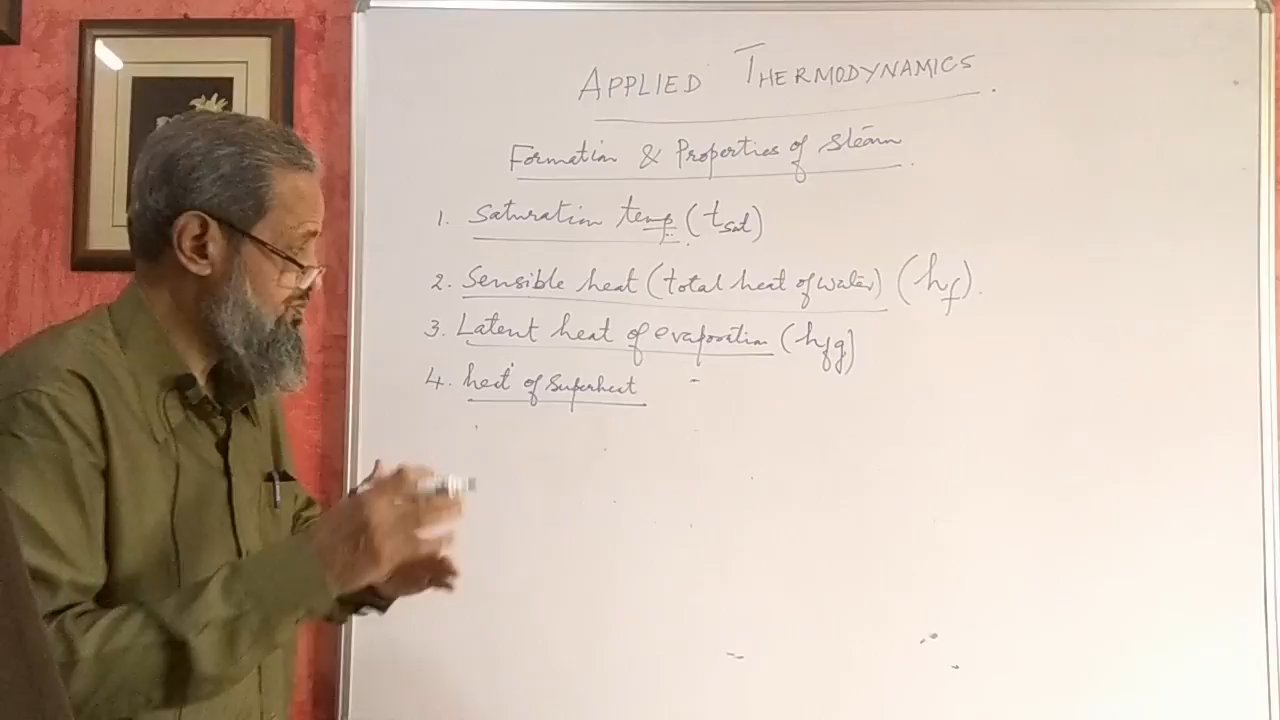 APPLIED THERMODYNAMICS.
Formation & Properties of Steam.
1. Saturation temp (tsat)
2. Sensible heat (total heat of water) (hf).
3. Latent heat of evaporation (hfg)
4. heat of Superheat